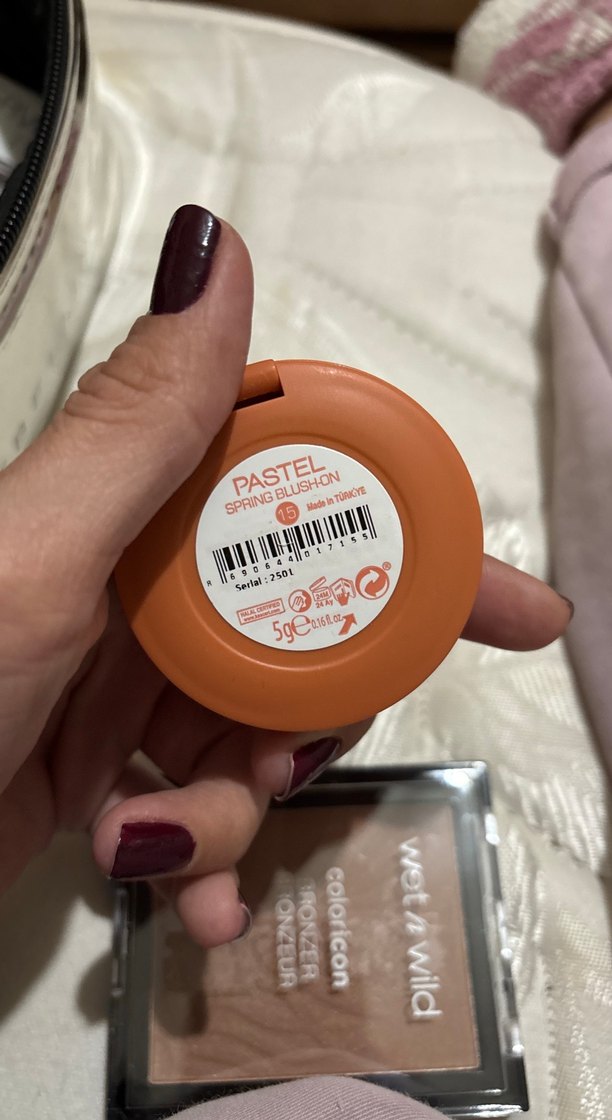 PASTEL
SPRING BLUSH-ON
15 Made in TÜRKİYE
8 690644 017155
Serial : 2501
HALAL CERTIFIED
24M
24 Ay
5g e 0.16 fl.oz
wet n wild
coloricon
BRONZER
BRONZEUR